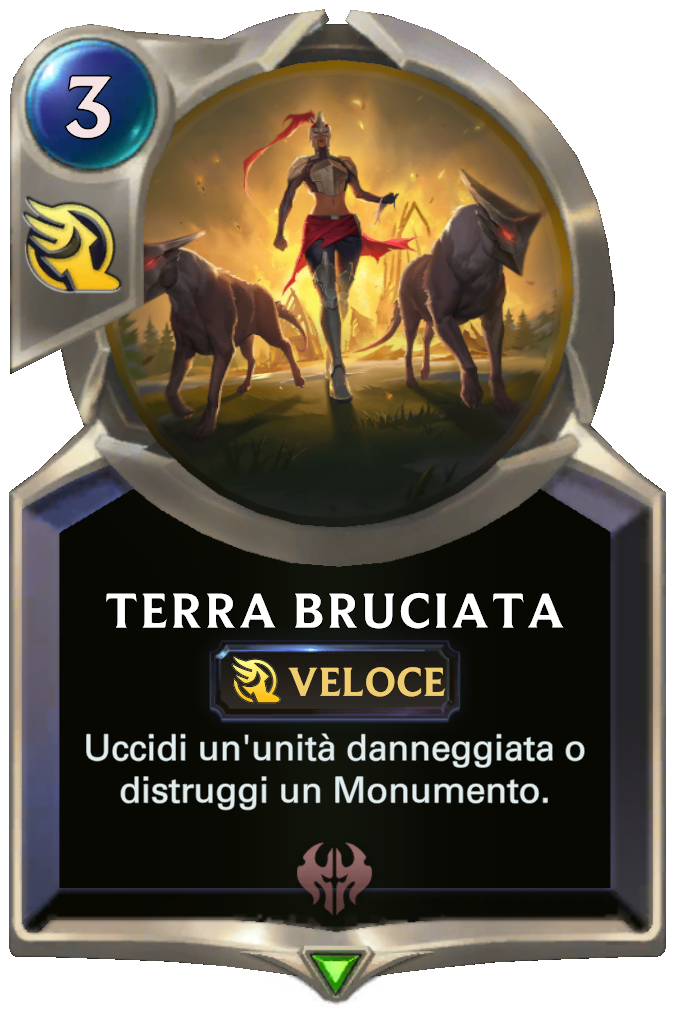 3
TERRA BRUCIATA
VELOCE
Uccidi un'unità danneggiata o
distruggi un Monumento.